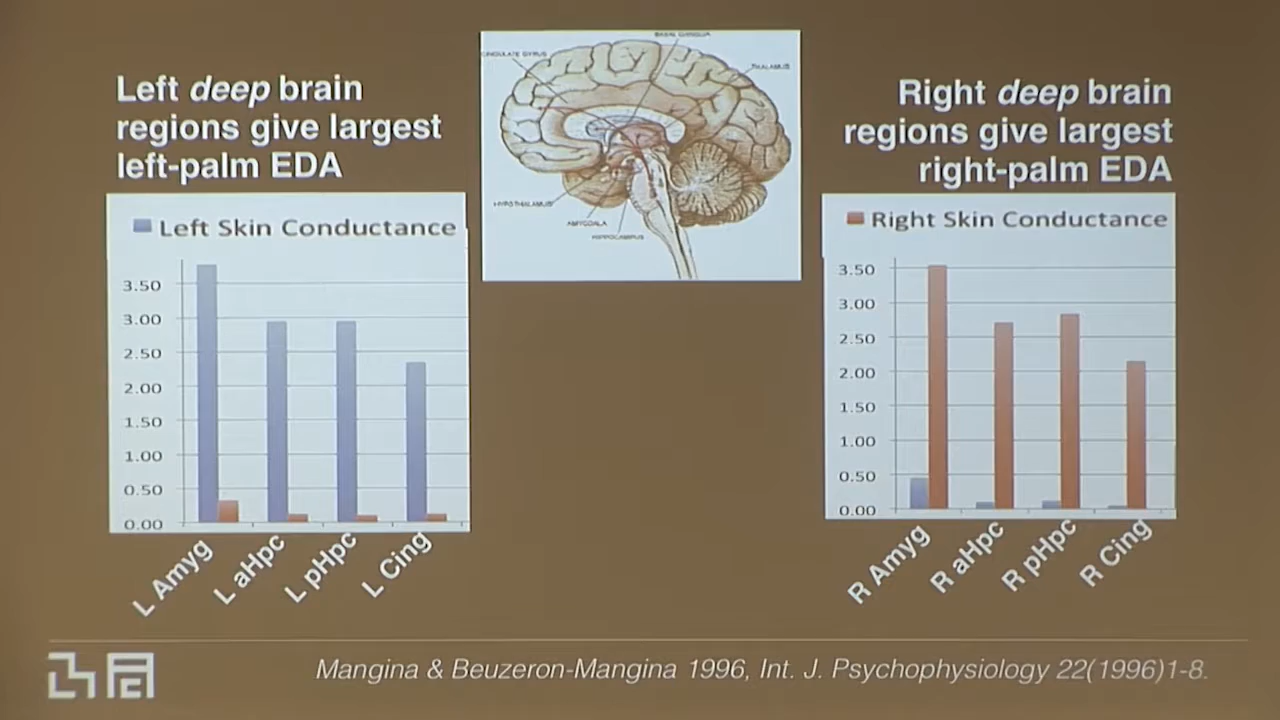 Left deep brain
regions give largest
left-palm EDA
Left Skin Conductance
3.50
3.00
2.50
2.00
1.50
1.00
0.50
0.00
L Amyg
L aHpc
L pHpc
L Cing
BASAL GANGLIA
CINGULATE GYRUS
THALAMUS
HYPOTHALAMUS
AMYGDALA
HIPPOCAMPUS
Right deep brain
regions give largest
right-palm EDA
Right Skin Conductance
3.50
3.00
2.50
2.00
1.50
1.00
0.50
0.00
R Amyg
R aHpc
R pHpc
R Cing
Mangina & Beuzeron-Mangina 1996, Int. J. Psychophysiology 22(1996)1-8.